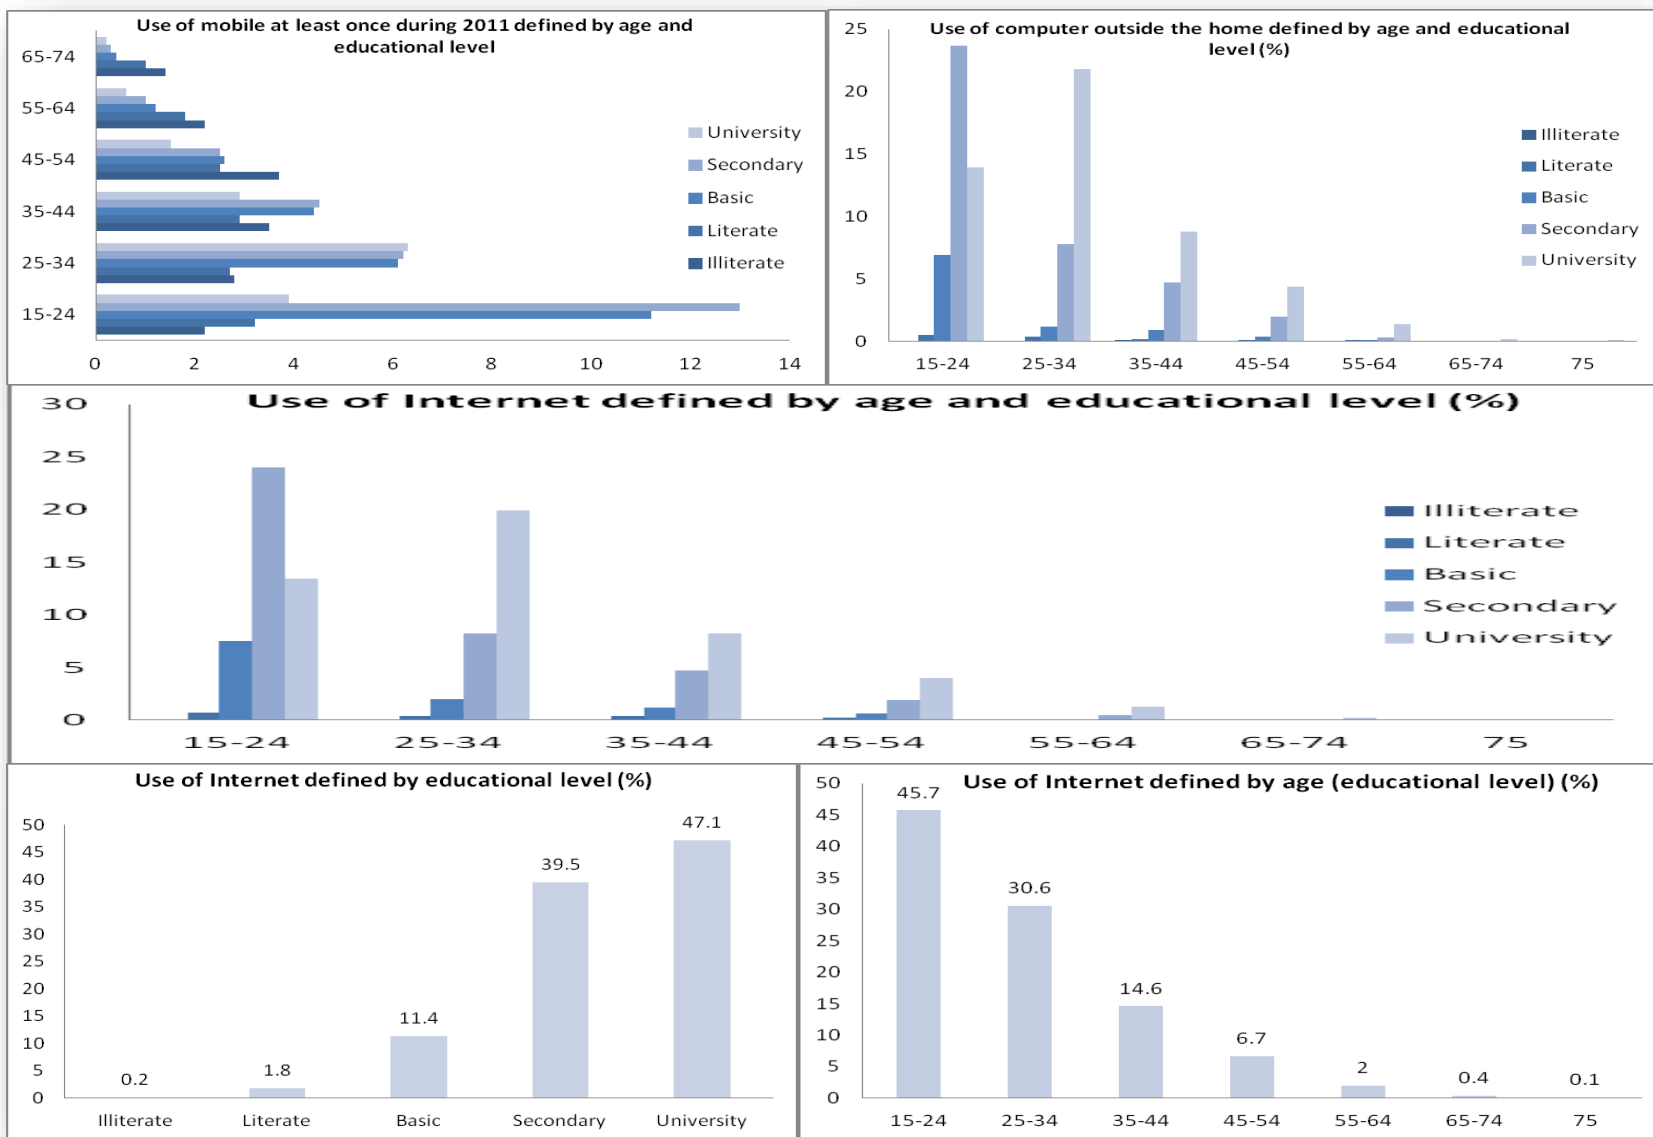 Use of mobile at least once during 2011 defined by age and
educational level
65-74
55-64
45-54
35-44
25-34
15-24
0 2 4 6 8 10 12 14
University
Secondary
Basic
Literate
Illiterate
Use of computer outside the home defined by age and educational
level (%)
25
20
15
10
5
0
15-24 25-34 35-44 45-54 55-64 65-74 75
Illiterate
Literate
Basic
Secondary
University
Use of Internet defined by age and educational level (%)
30
25
20
15
10
5
0
15-24 25-34 35-44 45-54 55-64 65-74 75
Illiterate
Literate
Basic
Secondary
University
Use of Internet defined by educational level (%)
50
45
40
35
30
25
20
15
10
5
0
0.2 1.8 11.4 39.5 47.1
Illiterate Literate Basic Secondary University
Use of Internet defined by age (educational level) (%)
50
45
40
35
30
25
20
15
10
5
0
45.7 30.6 14.6 6.7 2 0.4 0.1
15-24 25-34 35-44 45-54 55-64 65-74 75